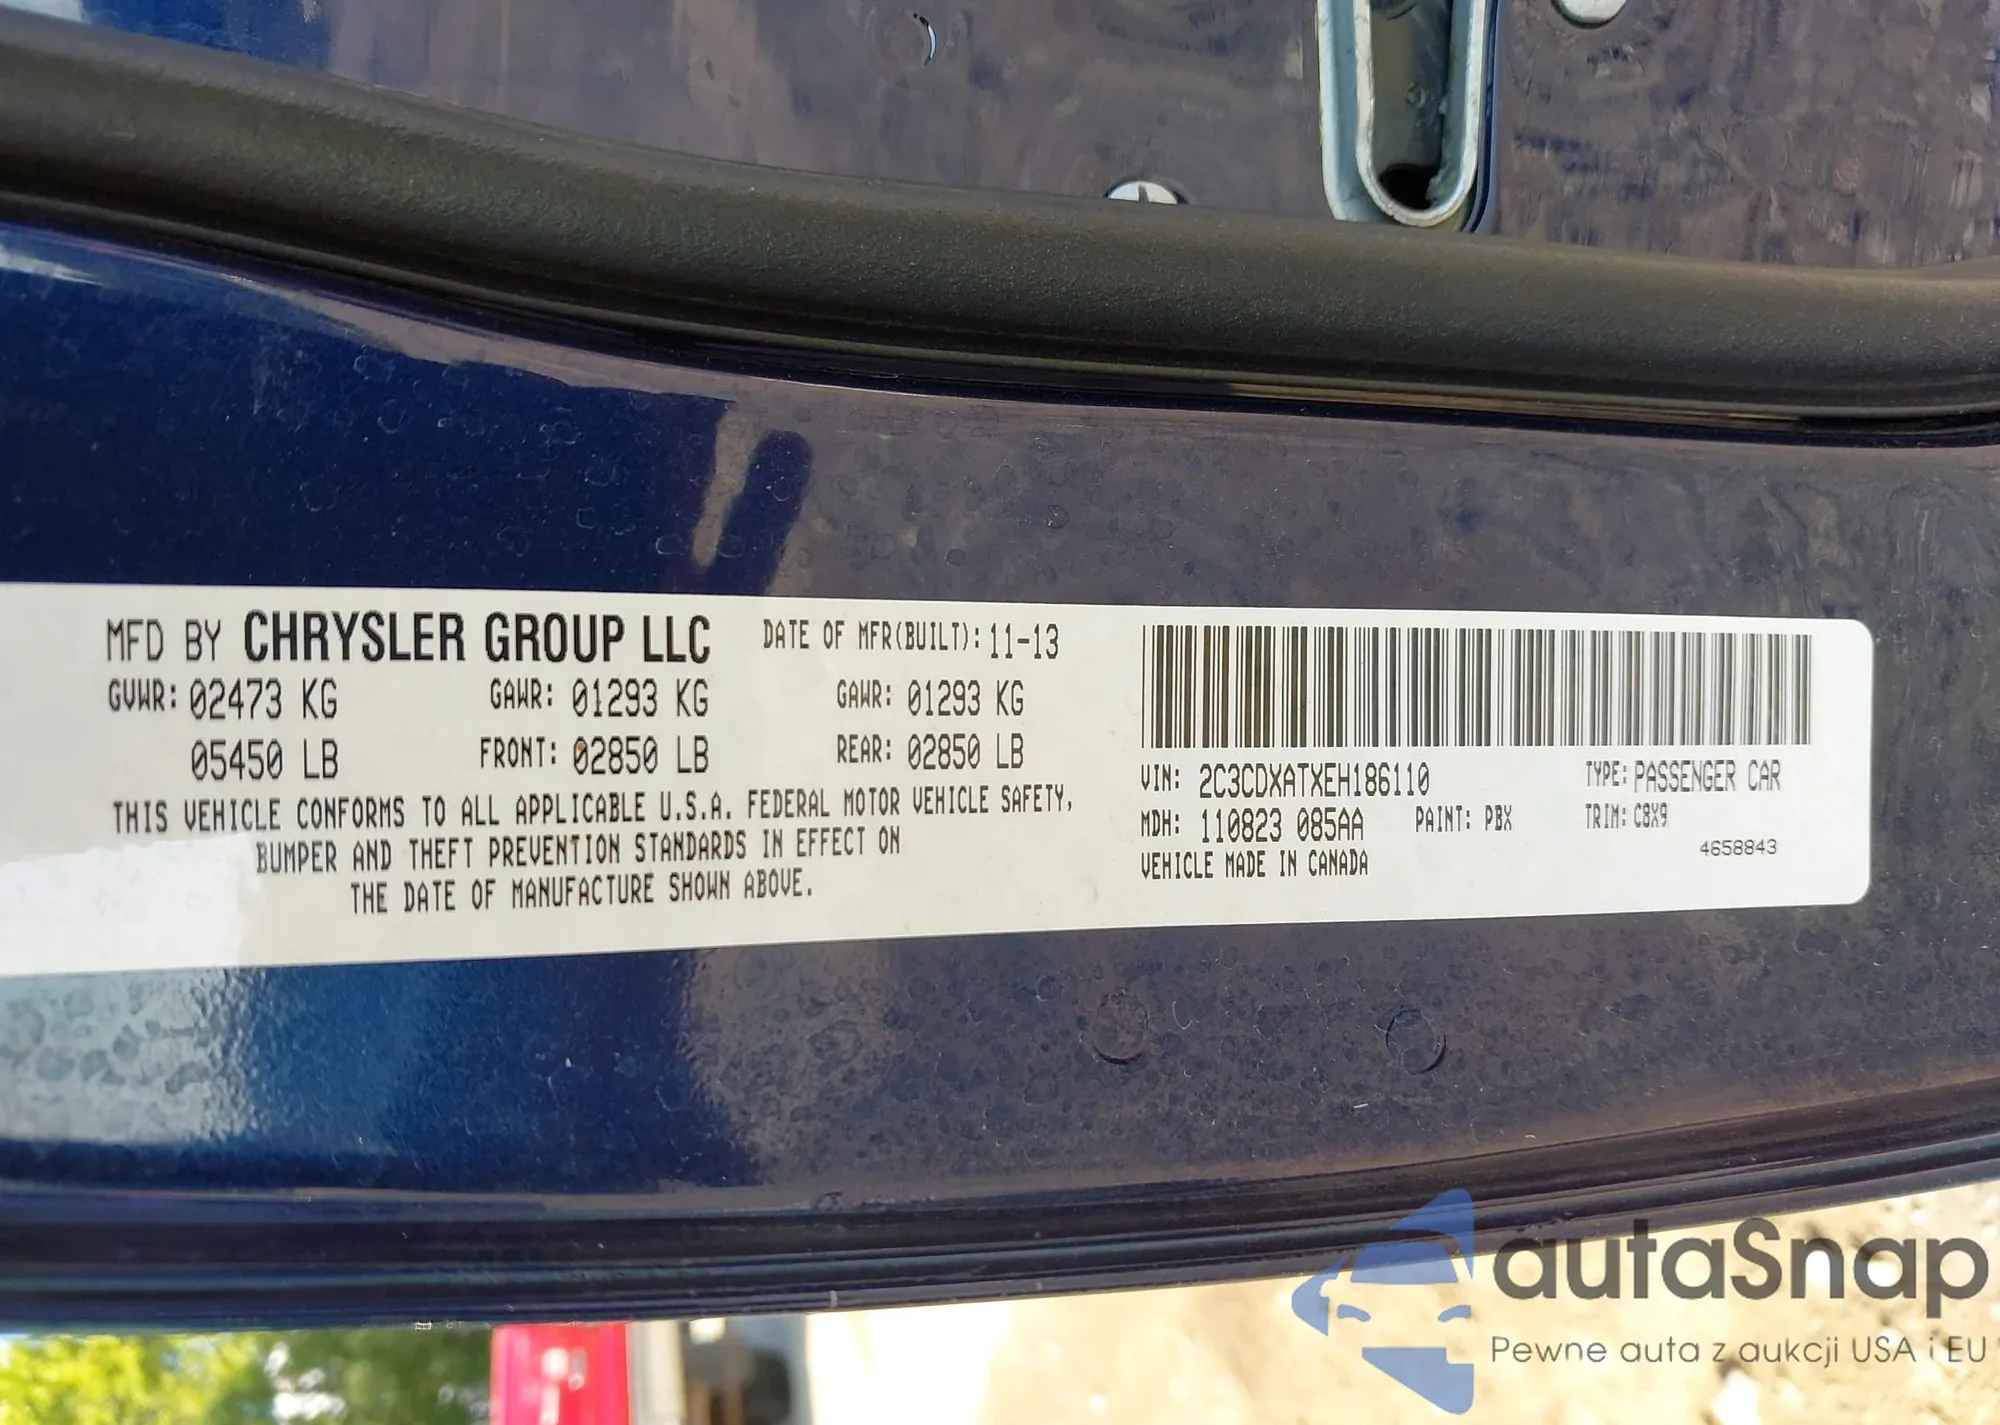 MFD BY CHRYSLER GROUP LLC DATE OF MFR(BUILT): 11-13
GVWR: 02473 KG GAWR: 01293 KG GAWR: 01293 KG
05450 LB FRONT: 02850 LB REAR: 02850 LB
THIS VEHICLE CONFORMS TO ALL APPLICABLE U.S.A. FEDERAL MOTOR VEHICLE SAFETY,
BUMPER AND THEFT PREVENTION STANDARDS IN EFFECT ON
THE DATE OF MANUFACTURE SHOWN ABOVE.
VIN: 2C3CDXATXEH186110 TYPE: PASSENGER CAR
MDH: 110823 085AA PAINT: PBX TRIM: C8X9
VEHICLE MADE IN CANADA 4658843
autaSnap
Pewne auta z aukcji USA i EU